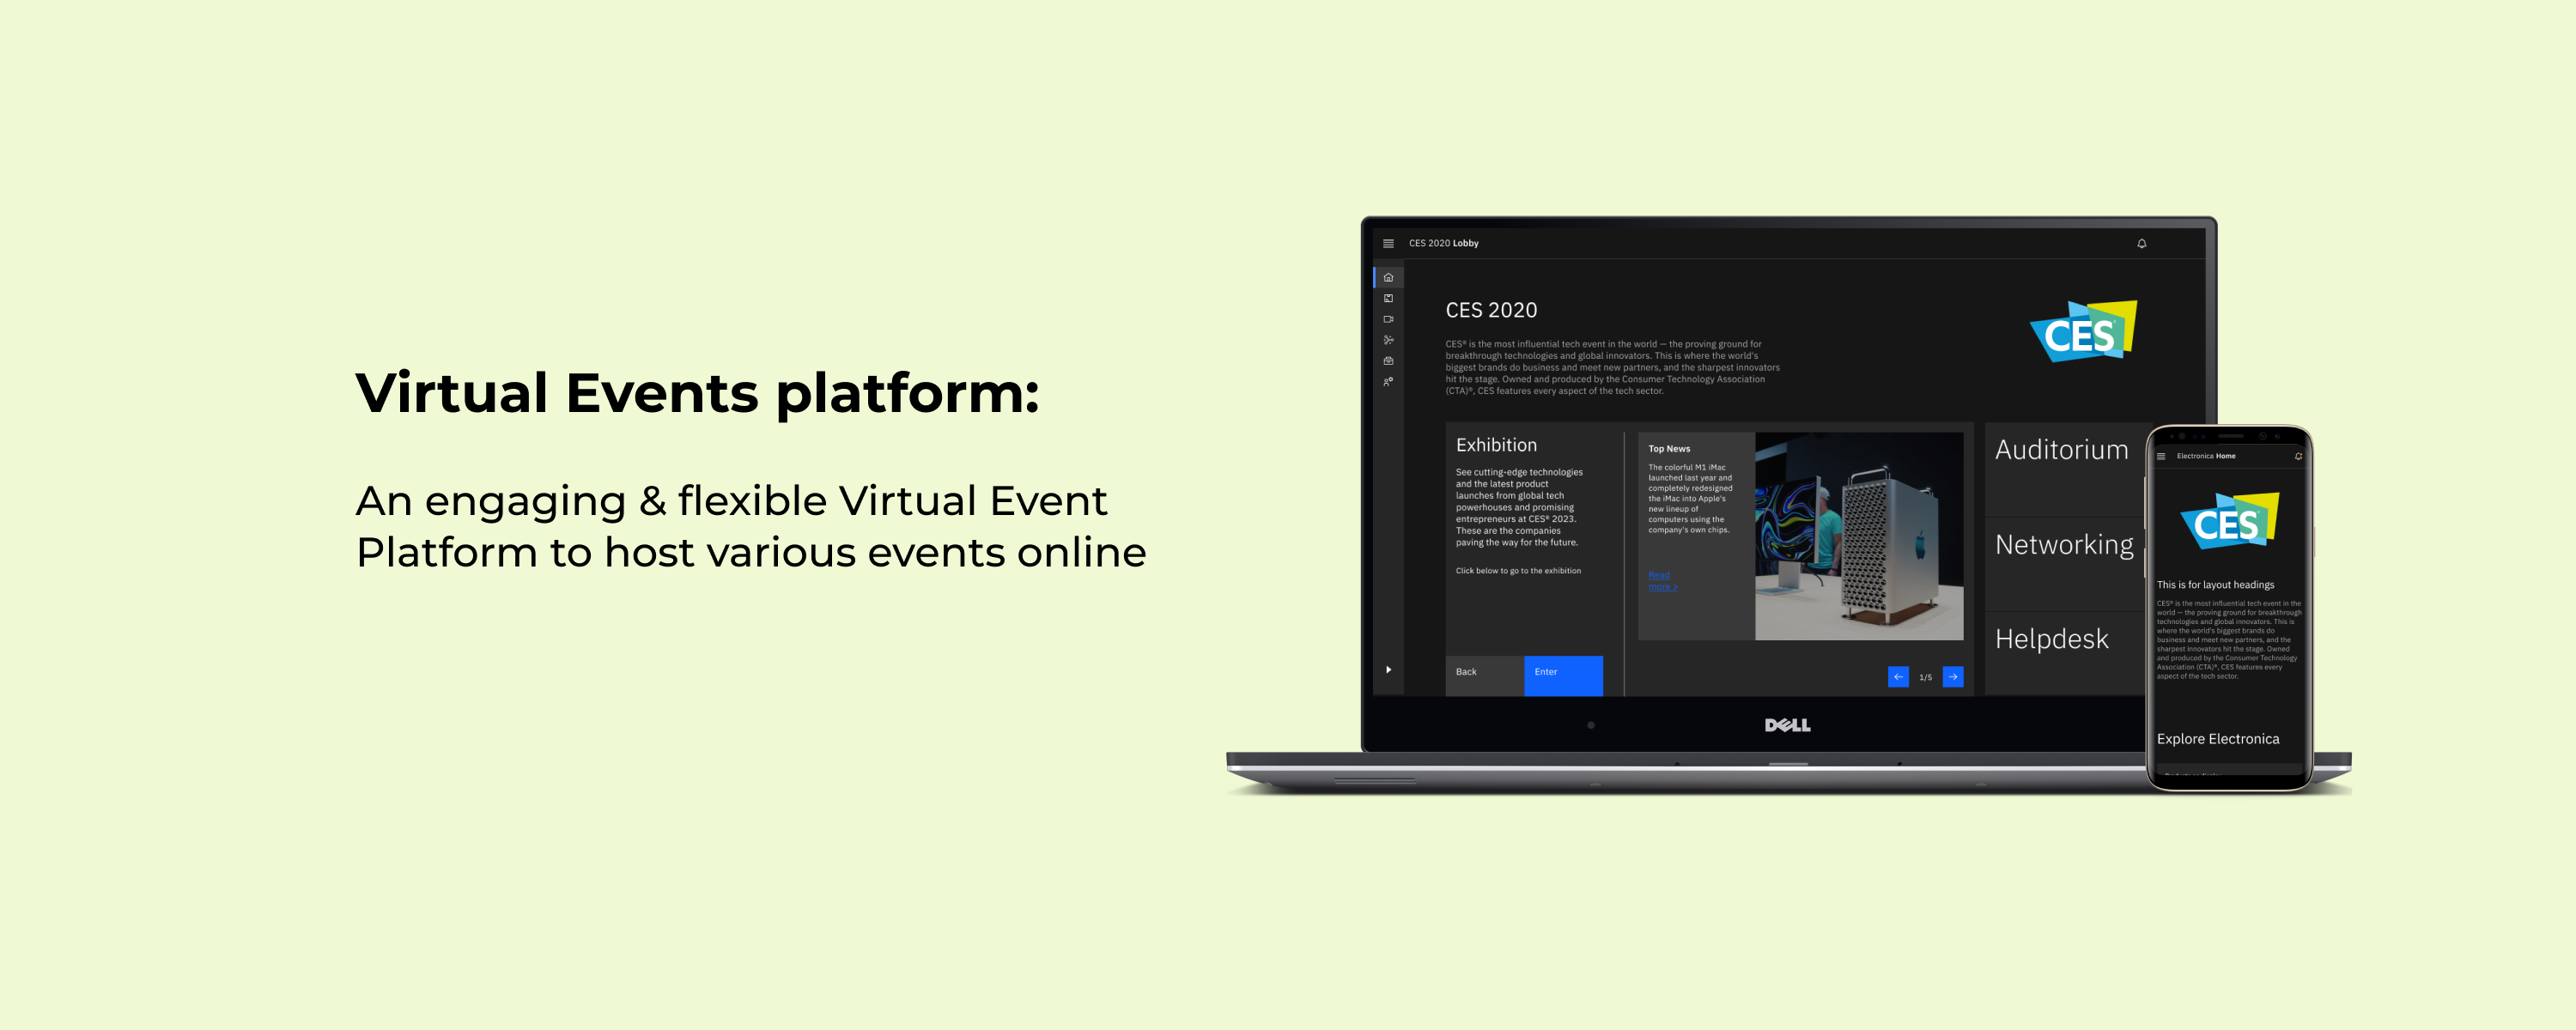 Virtual Events platform:
An engaging & flexible Virtual Event
Platform to host various events online
CES 2020 Lobby
CES 2020
CES® is the most influential tech event in the world — the proving ground for
breakthrough technologies and global innovators. This is where the world's
biggest brands do business and meet new partners, and the sharpest innovators
hit the stage. Owned and produced by the Consumer Technology Association
(CTA)®, CES features every aspect of the tech sector.
CES
Exhibition
See cutting-edge technologies
and the latest product
launches from global tech
powerhouses and promising
entrepreneurs at CES® 2023.
These are the companies
paving the way for the future.
Click below to go to the exhibition
Back
Enter
Top News
The colorful M1 iMac
launched last year and
completely redesigned
the iMac into Apple's
new lineup of
computers using the
company's own chips.
Read
more >
1/5
Auditorium
Networking
Helpdesk
DELL
Electronica Home
CES
This is for layout headings
CES® is the most influential tech event in the
world — the proving ground for breakthrough
technologies and global innovators. This is
where the world's biggest brands do
business and meet new partners, and the
sharpest innovators hit the stage. Owned
and produced by the Consumer Technology
Association (CTA)®, CES features every
aspect of the tech sector.
Explore Electronica